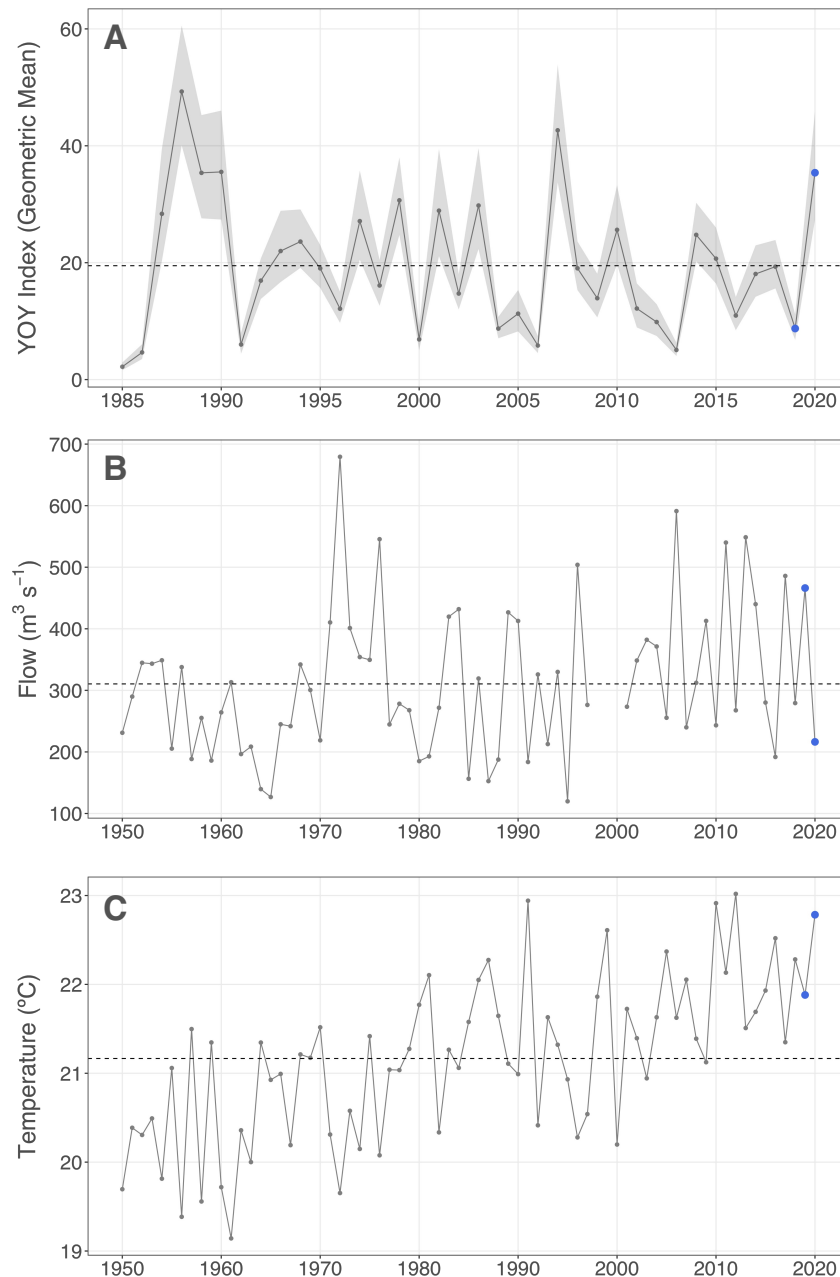 A
YOY Index (Geometric Mean)
60
40
20
0
1985 1990 1995 2000 2005 2010 2015 2020
B
Flow (m³ s⁻¹)
700
600
500
400
300
200
100
1950 1960 1970 1980 1990 2000 2010 2020
C
Temperature (°C)
23
22
21
20
19
1950 1960 1970 1980 1990 2000 2010 2020